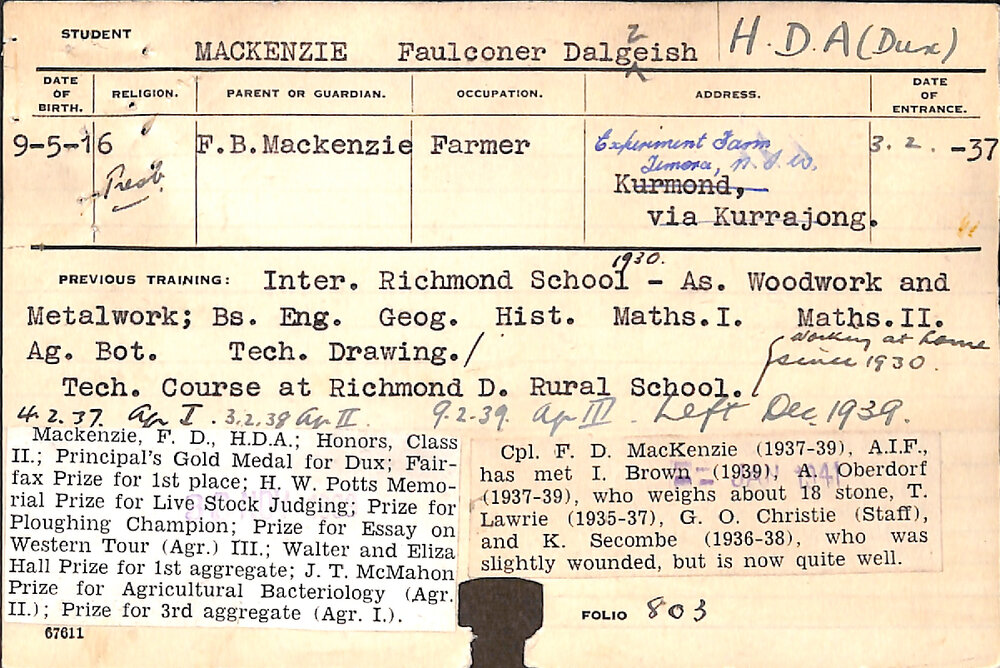 STUDENT
MACKENZIE Faulconer Dalgleish H.D.A (Dux)
DATE OF BIRTH. RELIGION. PARENT OR GUARDIAN. OCCUPATION. ADDRESS. DATE OF ENTRANCE.
9-5-16 F.B.Mackenzie Farmer Experiment Farm 3. 2. -37
Presb. Temora, N.S.W.
Kurmond,
via Kurrajong.
1930.
PREVIOUS TRAINING: Inter. Richmond School - As. Woodwork and
Metalwork; Bs. Eng. Geog. Hist. Maths.I. Maths.II.
Ag. Bot. Tech. Drawing./ Working at home
since 1930.
Tech. Course at Richmond D. Rural School.
4.2.37. Agr I. 3.2.38 Agr II. 9.2.39. Agr III. Left Dec. 1939.
Mackenzie, F. D., H.D.A.; Honors, Class
II.; Principal's Gold Medal for Dux; Fair-
fax Prize for 1st place; H. W. Potts Memo-
rial Prize for Live Stock Judging; Prize for
Ploughing Champion; Prize for Essay on
Western Tour (Agr.) III.; Walter and Eliza
Hall Prize for 1st aggregate; J. T. McMahon
Prize for Agricultural Bacteriology (Agr.
II.); Prize for 3rd aggregate (Agr. I.).
Cpl. F. D. MacKenzie (1937-39), A.I.F.,
has met I. Brown (1939), A. Oberdorf
(1937-39), who weighs about 18 stone, T.
Lawrie (1935-37), G. O. Christie (Staff),
and K. Secombe (1936-38), who was
slightly wounded, but is now quite well.
FOLIO 803
67611